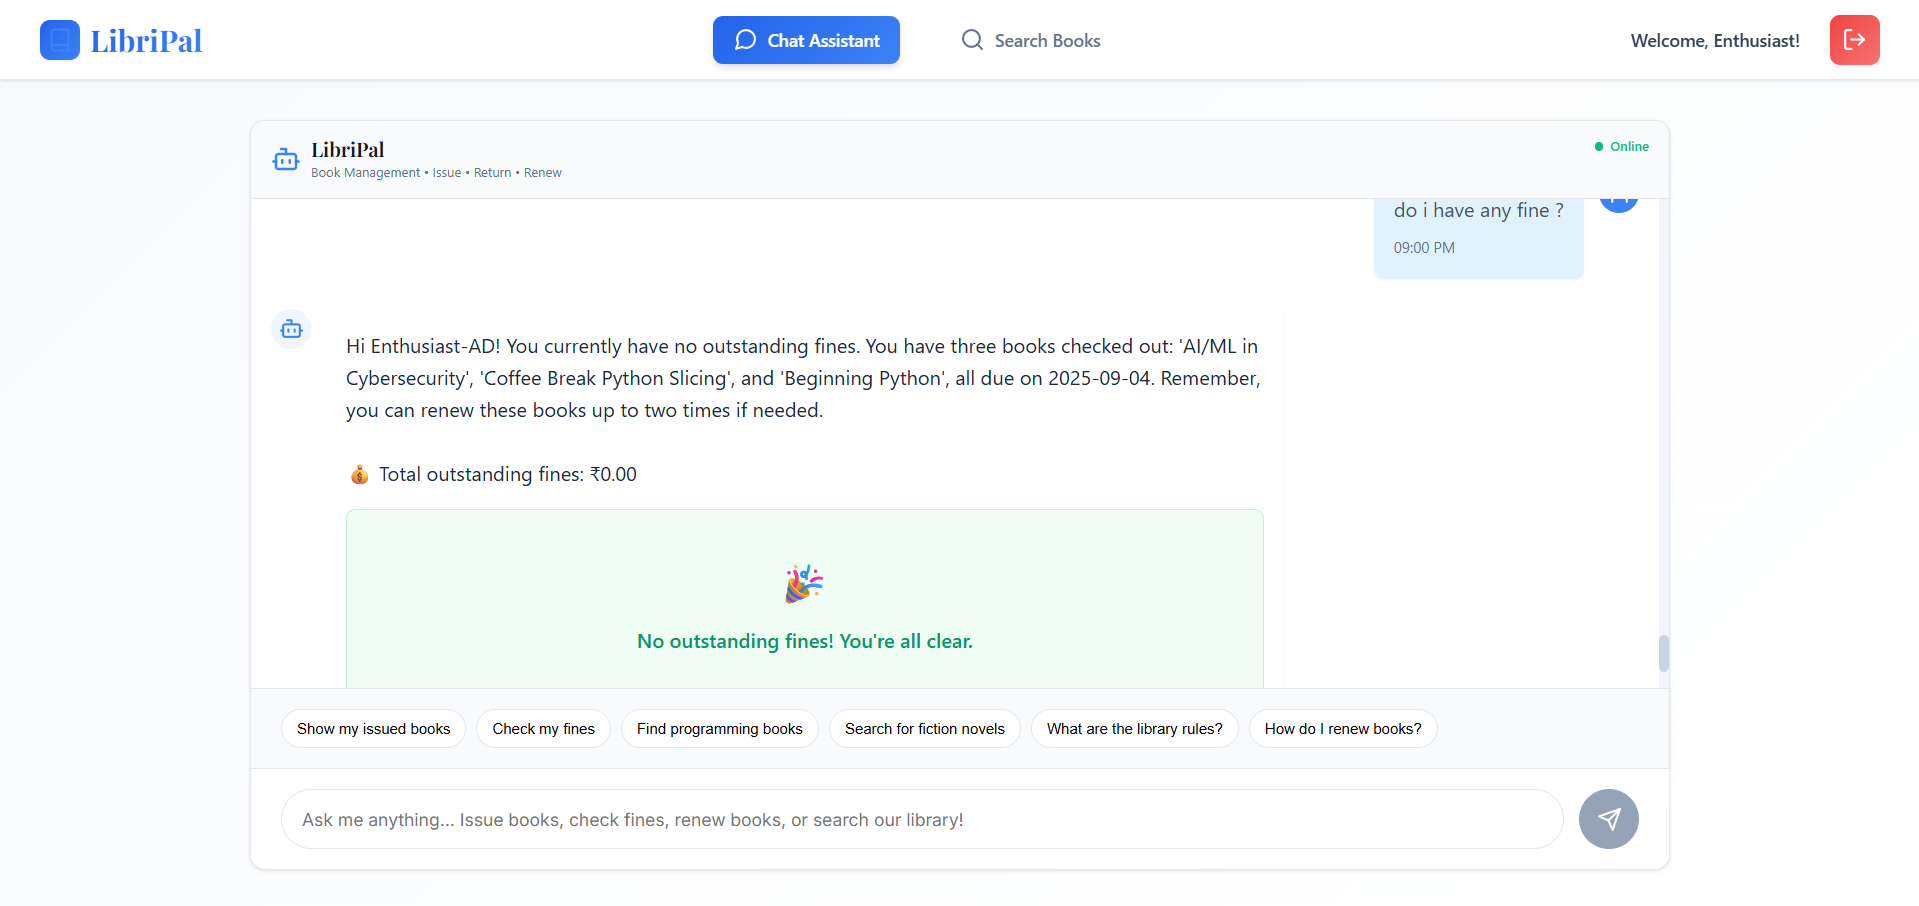 LibriPal
Chat Assistant
Search Books
Welcome, Enthusiast!
LibriPal
Book Management • Issue • Return • Renew
Online
do i have any fine ?
09:00 PM
Hi Enthusiast-AD! You currently have no outstanding fines. You have three books checked out: 'AI/ML in
Cybersecurity', 'Coffee Break Python Slicing', and 'Beginning Python', all due on 2025-09-04. Remember,
you can renew these books up to two times if needed.
💰 Total outstanding fines: ₹0.00
No outstanding fines! You're all clear.
Show my issued books
Check my fines
Find programming books
Search for fiction novels
What are the library rules?
How do I renew books?
Ask me anything... Issue books, check fines, renew books, or search our library!